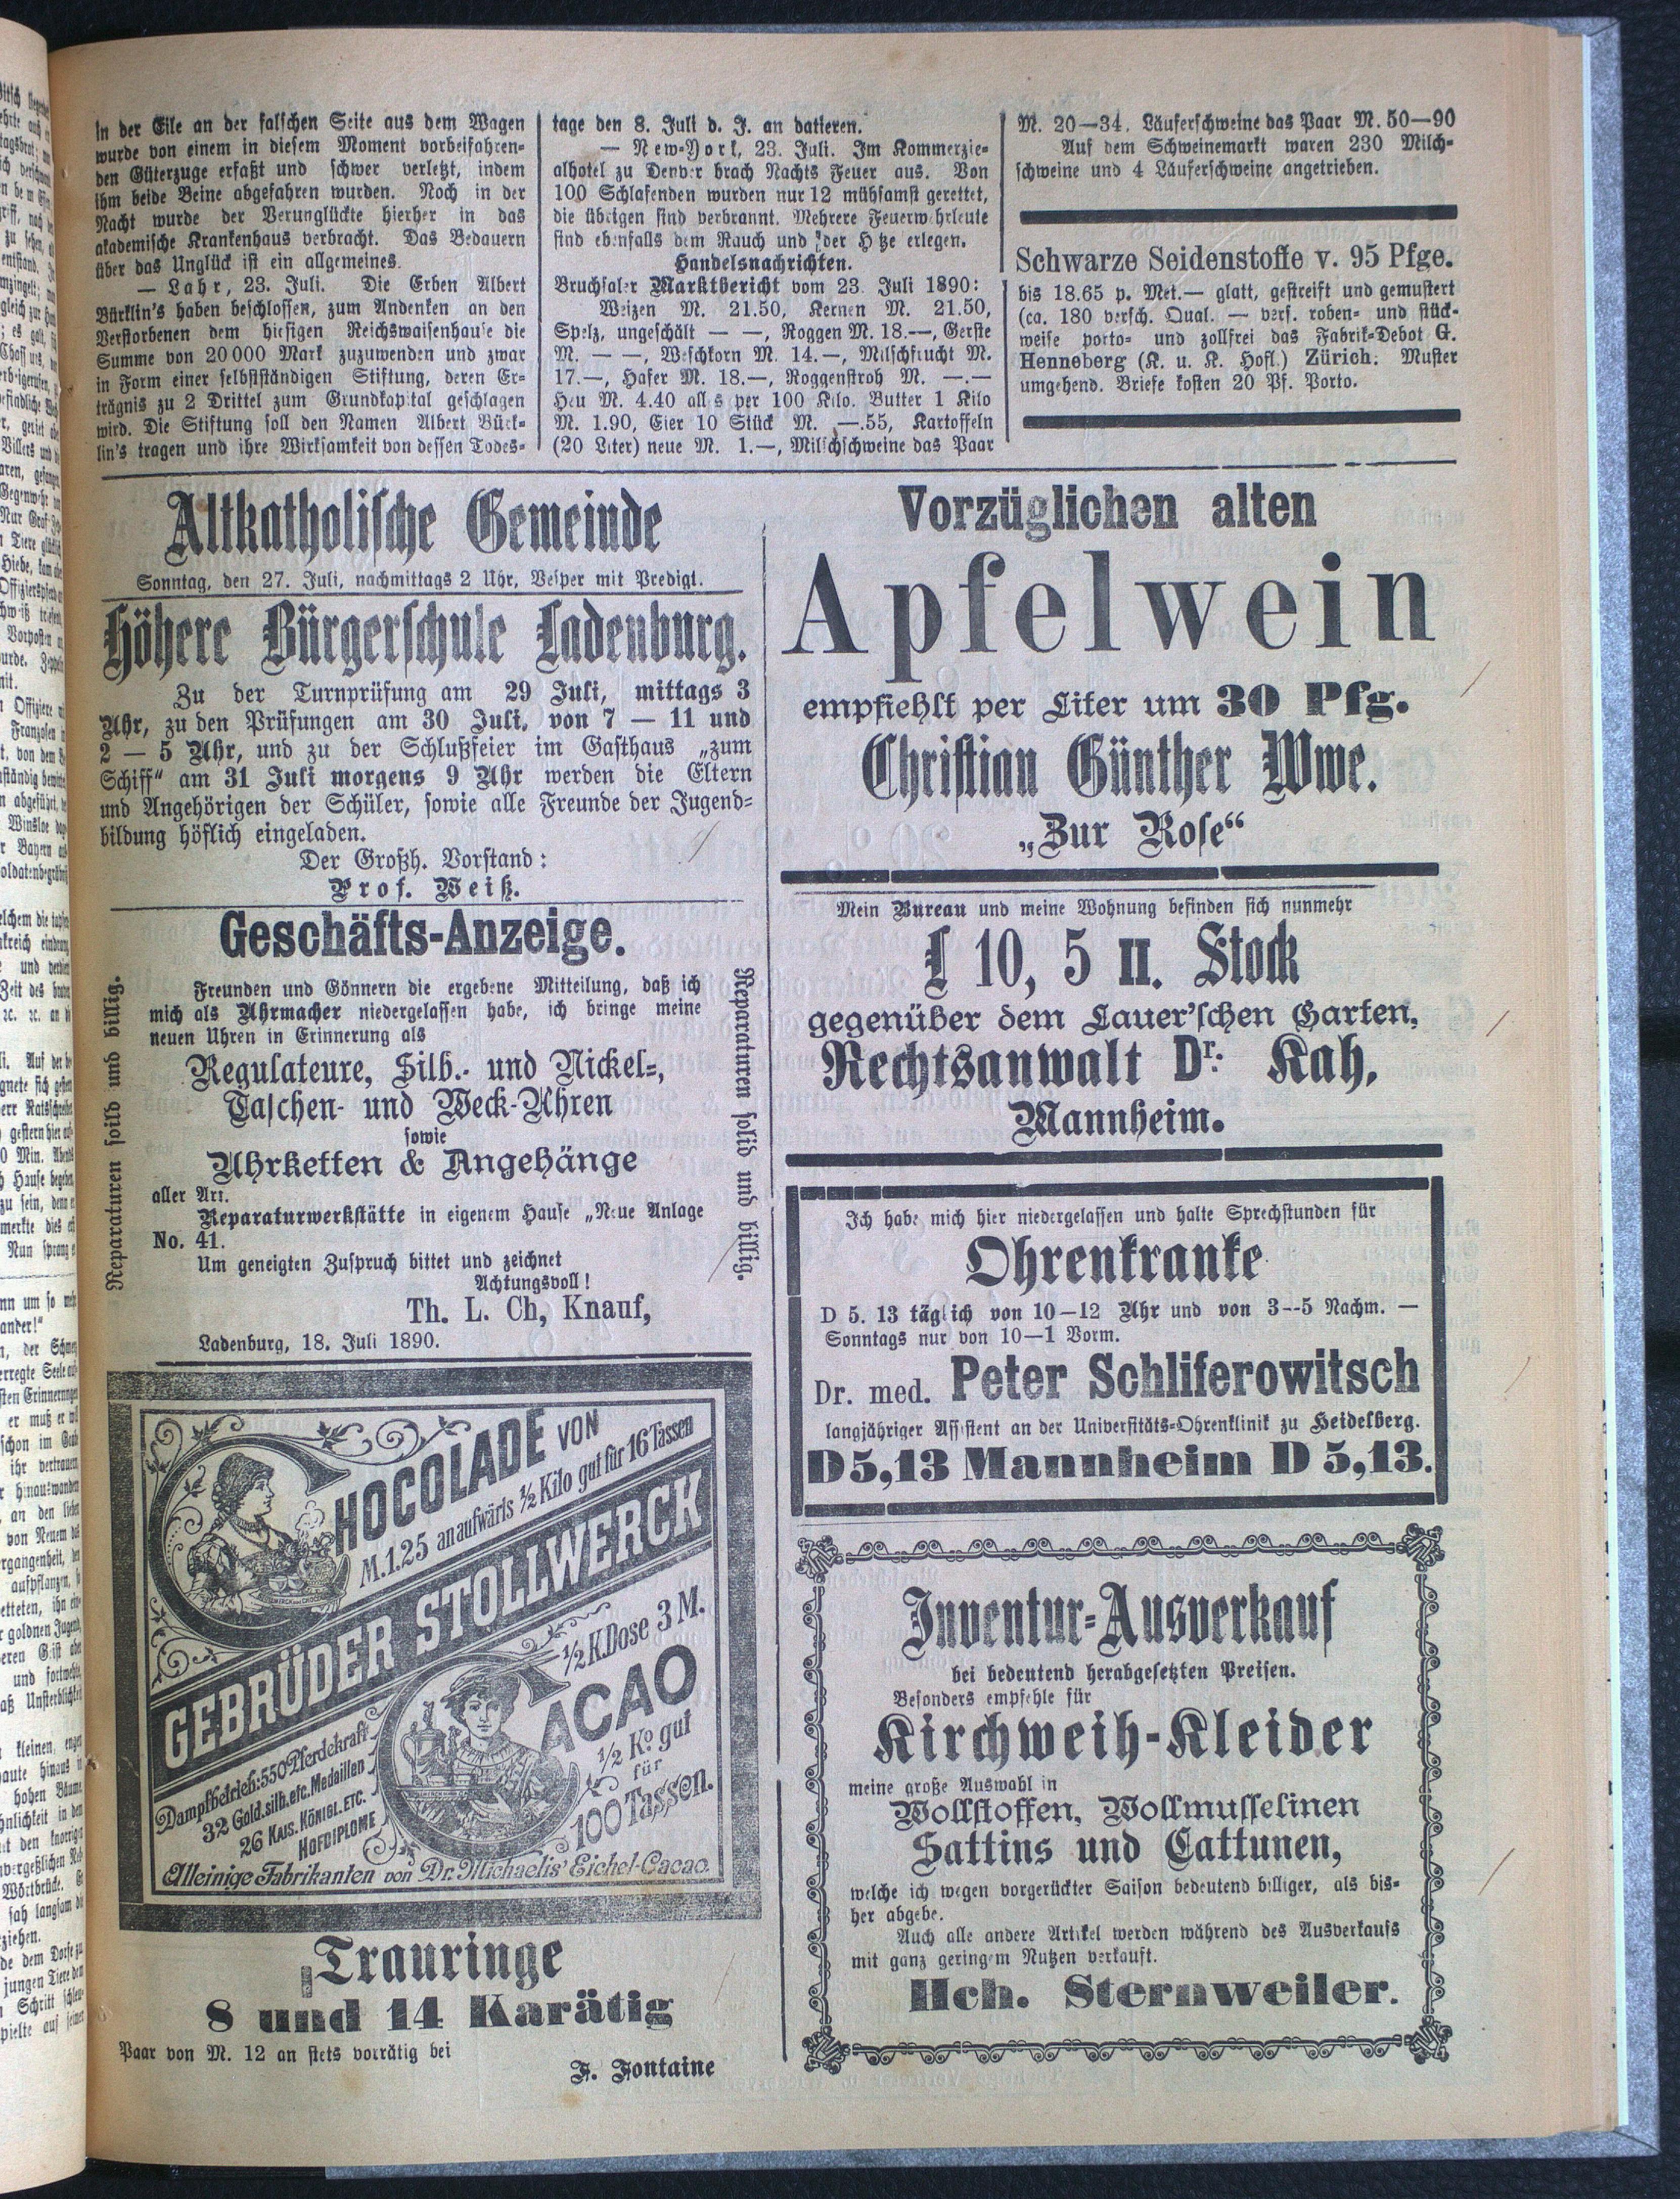 In der Eile an der falschen Seite aus dem Wagen
wurde von einem in diesem Moment vorbeifahren-
den Güterzuge erfaßt und schwer verletzt, indem
ihm beide Beine abgefahren wurden. Noch in der
Nacht wurde der Verunglückte hierher in das
akademische Krankenhaus verbracht. Das Bedauern
über das Unglück ist ein allgemeines.
— Lahr, 23. Juli. Die Erben Albert
Bürklin's haben beschlossen, zum Andenken an den
Verstorbenen dem hiesigen Reichswaisenhause die
Summe von 20000 Mark zuzuwenden und zwar
in Form einer selbstständigen Stiftung, deren Er-
trägnis zu 2 Drittel zum Grundkapital geschlagen
wird. Die Stiftung soll den Namen Albert Bürk-
lin's tragen und ihre Wirksamkeit von dessen Todes-
tage den 8. Juli d. J. an datieren.
— New-York, 23. Juli. Im Kommerzie-
alhotel zu Denver brach Nachts Feuer aus. Von
100 Schlafenden wurden nur 12 mühsamst gerettet,
die übrigen sind verbrannt. Mehrere Feuerwehrleute
sind ebenfalls dem Rauch und der Hitze erlegen.
Handelsnachrichten.
Bruchsaler Marktbericht vom 23. Juli 1890:
Weizen M. 21.50, Kernen M. 21.50,
Spelz, ungeschält — —, Roggen M. 18.—, Gerste
M. — —, Welschkorn M. 14.—, Milschfrucht M.
17.—, Hafer M. 18.—, Roggenstroh M. —.—
Heu M. 4.40 alles per 100 Kilo. Butter 1 Kilo
M. 1.90, Eier 10 Stück M. —.55, Kartoffeln
(20 Liter) neue M. 1.—, Milchschweine das Paar
M. 20—34. Läuferschweine das Paar M. 50—90
Auf dem Schweinemarkt waren 230 Milch-
schweine und 4 Läuferschweine angetrieben.
Schwarze Seidenstoffe v. 95 Pfge.
bis 18.65 p. Met.— glatt, gestreift und gemustert
(ca. 180 versch. Qual. — vers. roben- und stück-
weise porto- und zollfrei das Fabrik-Debot G.
Henneberg (K. u. K. Hofl.) Zürich. Muster
umgehend. Briefe kosten 20 Pf. Porto.
Altkatholische Gemeinde
Sonntag, den 27. Juli, nachmittags 2 Uhr, Vesper mit Predigt.
Höhere Bürgerschule Ladenburg.
Zu der Turnprüfung am 29 Juli, mittags 3
Uhr, zu den Prüfungen am 30 Juli, von 7 — 11 und
2 — 5 Uhr, und zu der Schlußfeier im Gasthaus „zum
Schiff“ am 31 Juli morgens 9 Uhr werden die Eltern
und Angehörigen der Schüler, sowie alle Freunde der Jugend-
bildung höflich eingeladen.
Der Großh. Vorstand:
Prof. Weiß.
Geschäfts-Anzeige.
Reparaturen solid und billig.
Freunden und Gönnern die ergebene Mitteilung, daß ich
mich als Uhrmacher niedergelassen habe, ich bringe meine
neuen Uhren in Erinnerung als
Regulateure, Silb.- und Nickel-,
Taschen- und Weck-Uhren
sowie
Uhrketten & Angehänge
aller Art.
Reparaturwerkstätte in eigenem Hause „Neue Anlage
No. 41.
Um geneigten Zuspruch bittet und zeichnet
Achtungsvoll!
Th. L. Ch, Knauf,
Ladenburg, 18. Juli 1890.
Reparaturen solid und billig.
CHOCOLADE VON
M.1.25 an aufwärts ½ Kilo gut für 16 Tassen
GEBRÜDER STOLLWERCK
½ K.Dose 3 M.
CACAO
½ Ko gut
für
100 Tassen.
Dampfbetrieb: 550 Pferdekraft
32 Gold.silb.etc.Medaillen
26 KAIS. KÖNIGL. ETC.
HOFDIPLOME
Alleinige Fabrikanten von Dr. Michaelis' Eichel-Cacao.
Trauringe
8 und 14 Karätig
Paar von M. 12 an stets vorrätig bei
F. Fontaine
Vorzüglichen alten
Apfelwein
empfiehlt per Liter um 30 Pfg.
Christian Günther Wwe.
„Zur Rose“
Mein Bureau und meine Wohnung befinden sich nunmehr
L 10, 5 II. Stock
gegenüber dem Lauer'schen Garten,
Rechtsanwalt Dr. Kah,
Mannheim.
Ich habe mich hier niedergelassen und halte Sprechstunden für
Ohrenkranke
D 5. 13 täglich von 10—12 Uhr und von 3--5 Nachm. —
Sonntags nur von 10—1 Vorm.
Dr. med. Peter Schliferowitsch
langjähriger Assistent an der Universitäts-Ohrenklinik zu Heidelberg.
D 5,13 Mannheim D 5,13.
Inventur-Ausverkauf
bei bedeutend herabgesetzten Preisen.
Besonders empfehle für
Kirchweih-Kleider
meine große Auswahl in
Wollstoffen, Wollmusselinen
Sattins und Cattunen,
welche ich wegen vorgerückter Saison bedeutend billiger, als bis-
her abgebe.
Auch alle andere Artikel werden während des Ausverkaufs
mit ganz geringem Nutzen verkauft.
Hch. Sternweiler.